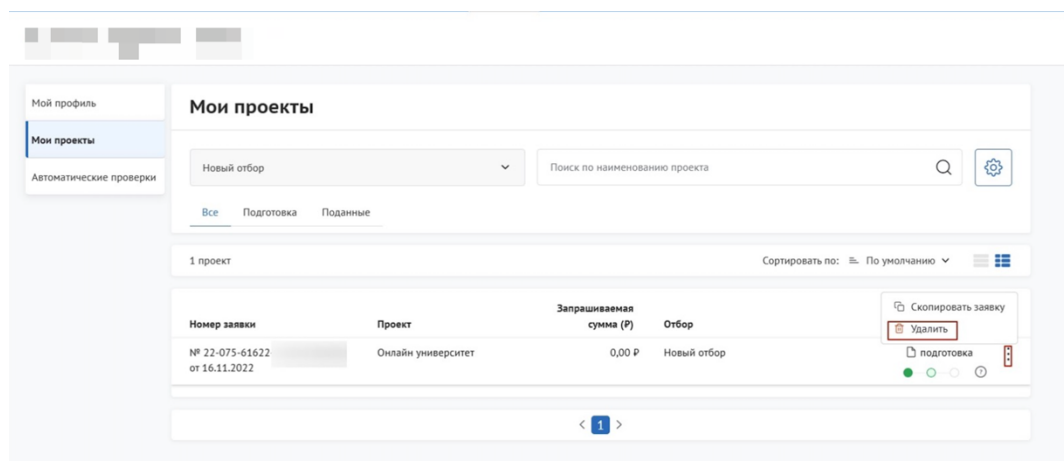 Мой профиль
Мои проекты
Автоматические проверки
Мои проекты
Новый отбор
Поиск по наименованию проекта
Все Подготовка Поданные
1 проект
Сортировать по: По умолчанию
Скопировать заявку
Удалить
Номер заявки Проект Запрашиваемая сумма (₽) Отбор
№ 22-075-61622 Онлайн университет 0,00 ₽ Новый отбор подготовка
от 16.11.2022
< 1 >